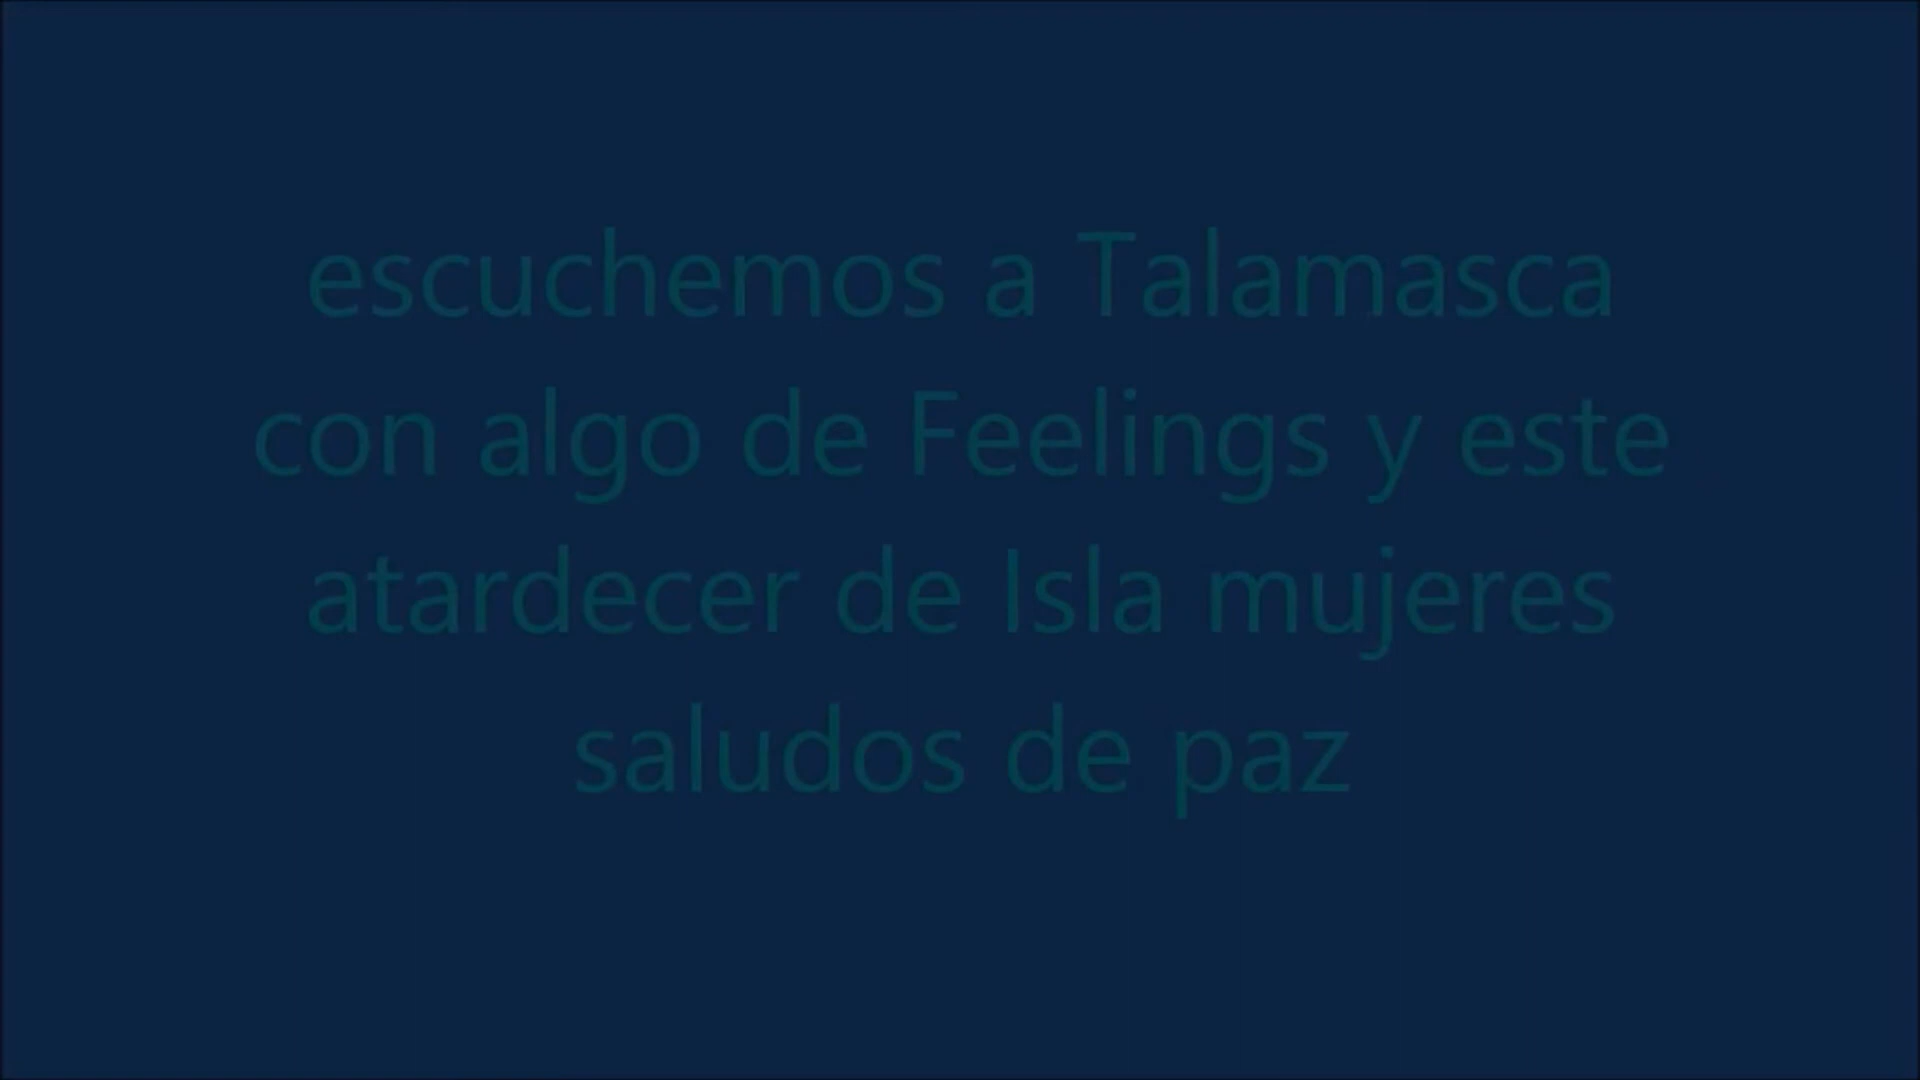 escuchemos a Talamasca
con algo de Feelings y este
atardecer de Isla mujeres
saludos de paz